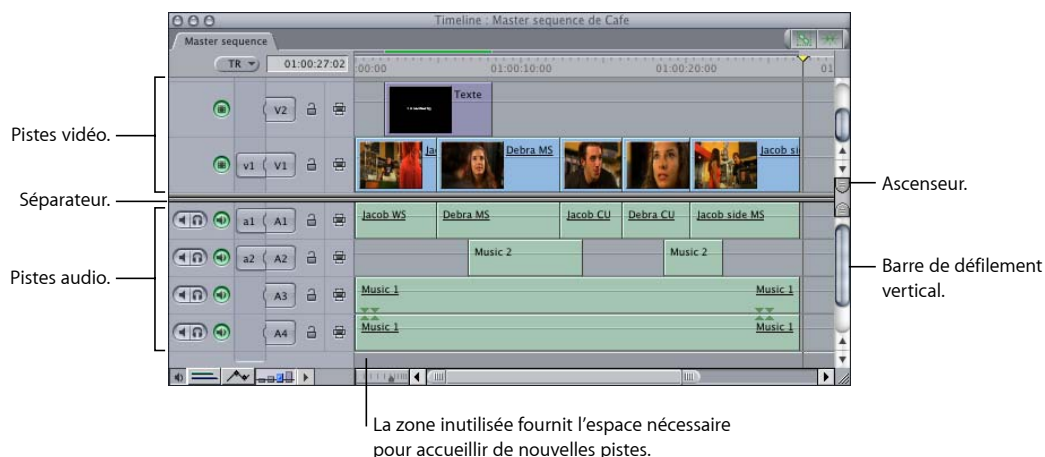 Timeline : Master sequence de Cafe
Master sequence
TR
01:00:27:02
:00:00
01:00:10:00
01:00:20:00
01
Texte
V2
Pistes vidéo.
v1
V1
Ja
Debra MS
Jacob si
Ascenseur.
Séparateur.
a1
A1
Jacob WS
Debra MS
Jacob CU
Debra CU
Jacob side MS
a2
A2
Music 2
Music 2
Pistes audio.
Barre de défilement
vertical.
A3
Music 1
Music 1
A4
Music 1
Music 1
La zone inutilisée fournit l'espace nécessaire
pour accueillir de nouvelles pistes.